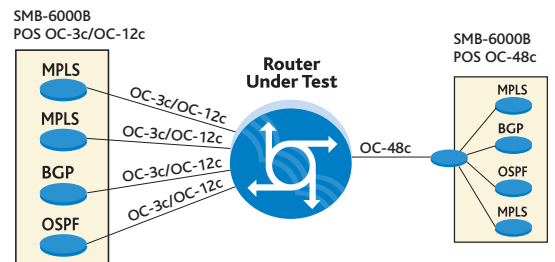 SMB-6000B
POS OC-3c/OC-12c
MPLS
MPLS
BGP
OSPF
OC-3c/OC-12c
OC-3c/OC-12c
OC-3c/OC-12c
OC-3c/OC-12c
Router
Under Test
OC-48c
SMB-6000B
POS OC-48c
MPLS
BGP
OSPF
MPLS